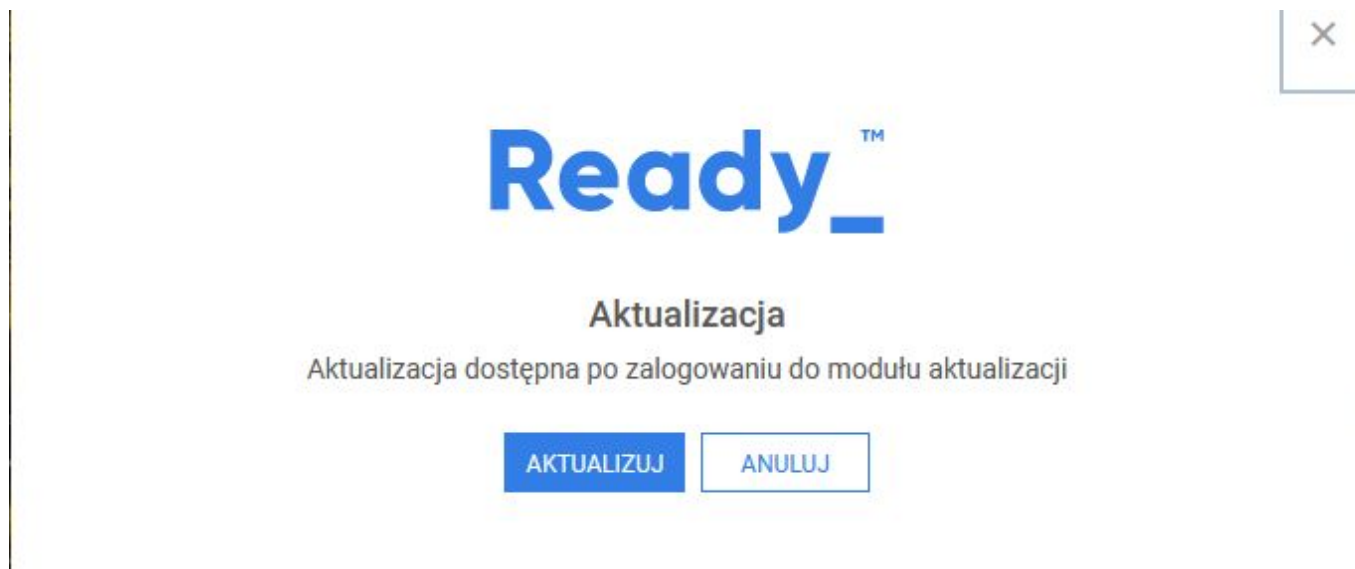 Ready_™
Aktualizacja
Aktualizacja dostępna po zalogowaniu do modułu aktualizacji
AKTUALIZUJ ANULUJ